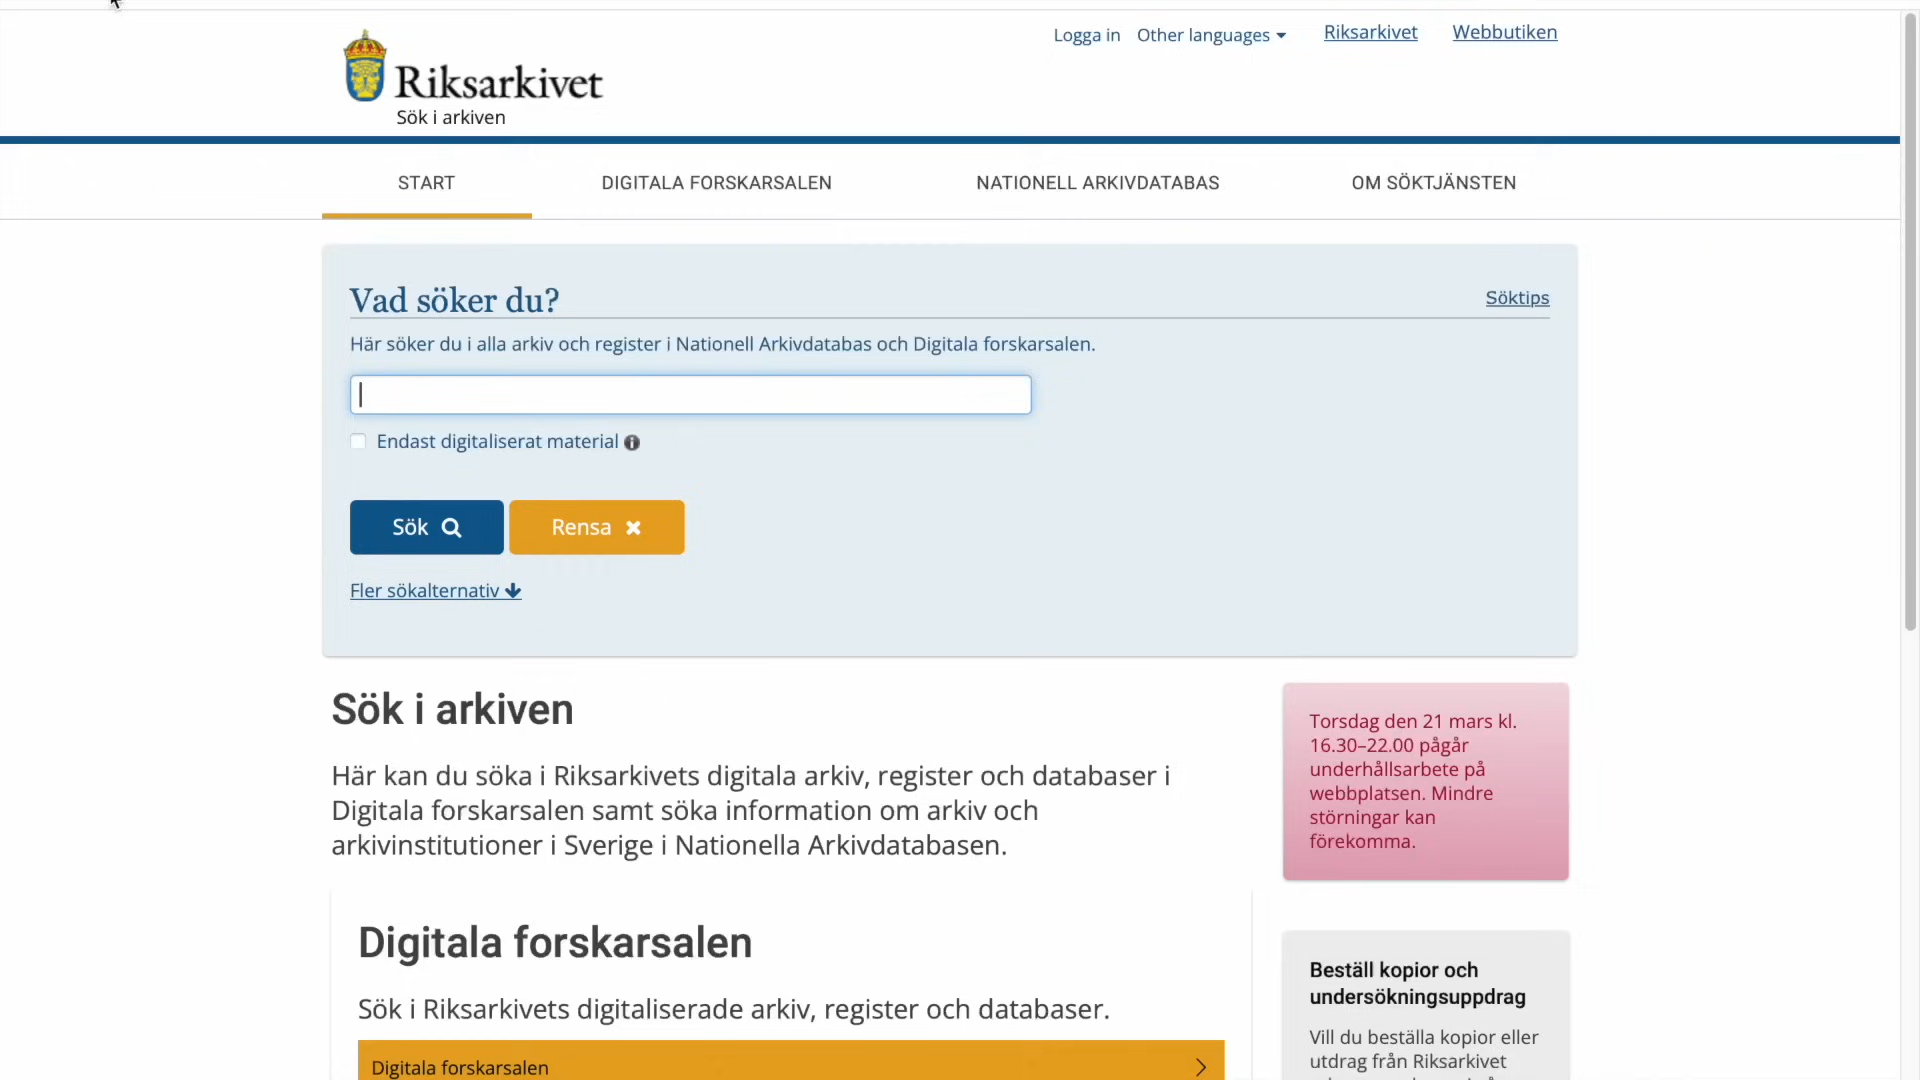 Logga in Other languages Riksarkivet Webbutiken
Riksarkivet
Sök i arkiven
START DIGITALA FORSKARSALEN NATIONELL ARKIVDATABAS OM SÖKTJÄNSTEN
Vad söker du?
Söktips
Här söker du i alla arkiv och register i Nationell Arkivdatabas och Digitala forskarsalen.
Endast digitaliserat material
Sök Rensa
Fler sökalternativ
Sök i arkiven
Här kan du söka i Riksarkivets digitala arkiv, register och databaser i
Digitala forskarsalen samt söka information om arkiv och
arkivinstitutioner i Sverige i Nationella Arkivdatabasen.
Torsdag den 21 mars kl.
16.30–22.00 pågår
underhållsarbete på
webbplatsen. Mindre
störningar kan
förekomma.
Digitala forskarsalen
Sök i Riksarkivets digitaliserade arkiv, register och databaser.
Digitala forskarsalen
Beställ kopior och
undersökningsuppdrag
Vill du beställa kopior eller
utdrag från Riksarkivet